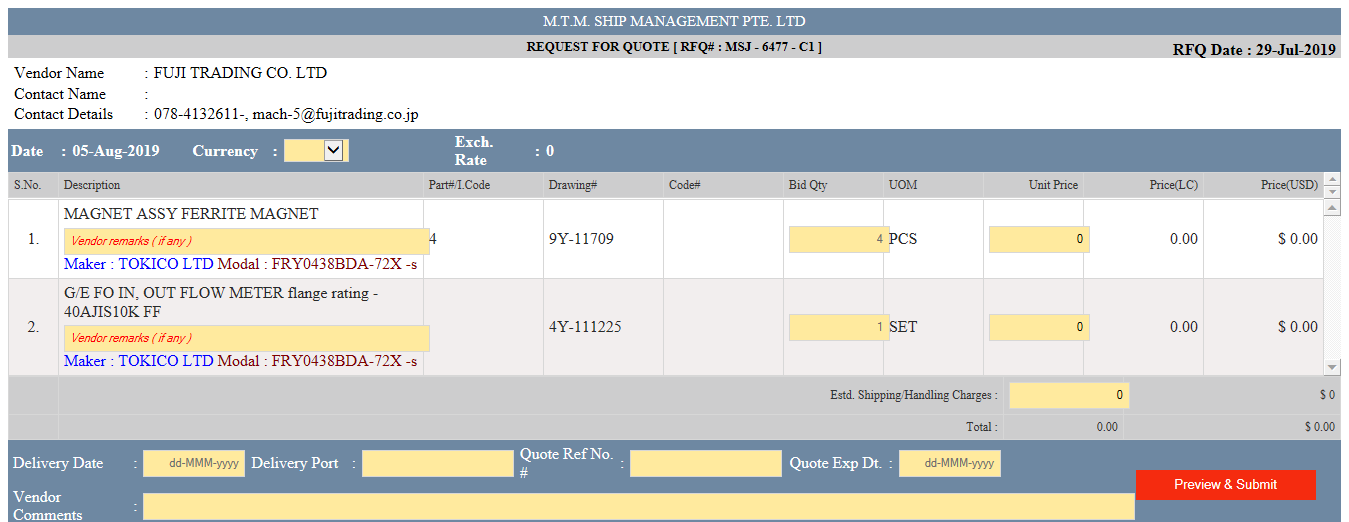 M.T.M. SHIP MANAGEMENT PTE. LTD
REQUEST FOR QUOTE [ RFQ# : MSJ - 6477 - C1 ]
RFQ Date : 29-Jul-2019
Vendor Name : FUJI TRADING CO. LTD
Contact Name :
Contact Details : 078-4132611-, mach-5@fujitrading.co.jp
Date : 05-Aug-2019 Currency : Exch. Rate : 0
S.No. Description Part#/I.Code Drawing# Code# Bid Qty UOM Unit Price Price(LC) Price(USD)
MAGNET ASSY FERRITE MAGNET
1. Vendor remarks ( if any ) 4 9Y-11709 4 PCS 0 0.00 $ 0.00
Maker : TOKICO LTD Modal : FRY0438BDA-72X -s
G/E FO IN, OUT FLOW METER flange rating -
40AJIS10K FF
2. Vendor remarks ( if any ) 4Y-111225 1 SET 0 0.00 $ 0.00
Maker : TOKICO LTD Modal : FRY0438BDA-72X -s
Estd. Shipping/Handling Charges : 0 $ 0
Total : 0.00 $ 0.00
Delivery Date : dd-MMM-yyyy Delivery Port : Quote Ref No. # : Quote Exp Dt. : dd-MMM-yyyy
Preview & Submit
Vendor Comments :